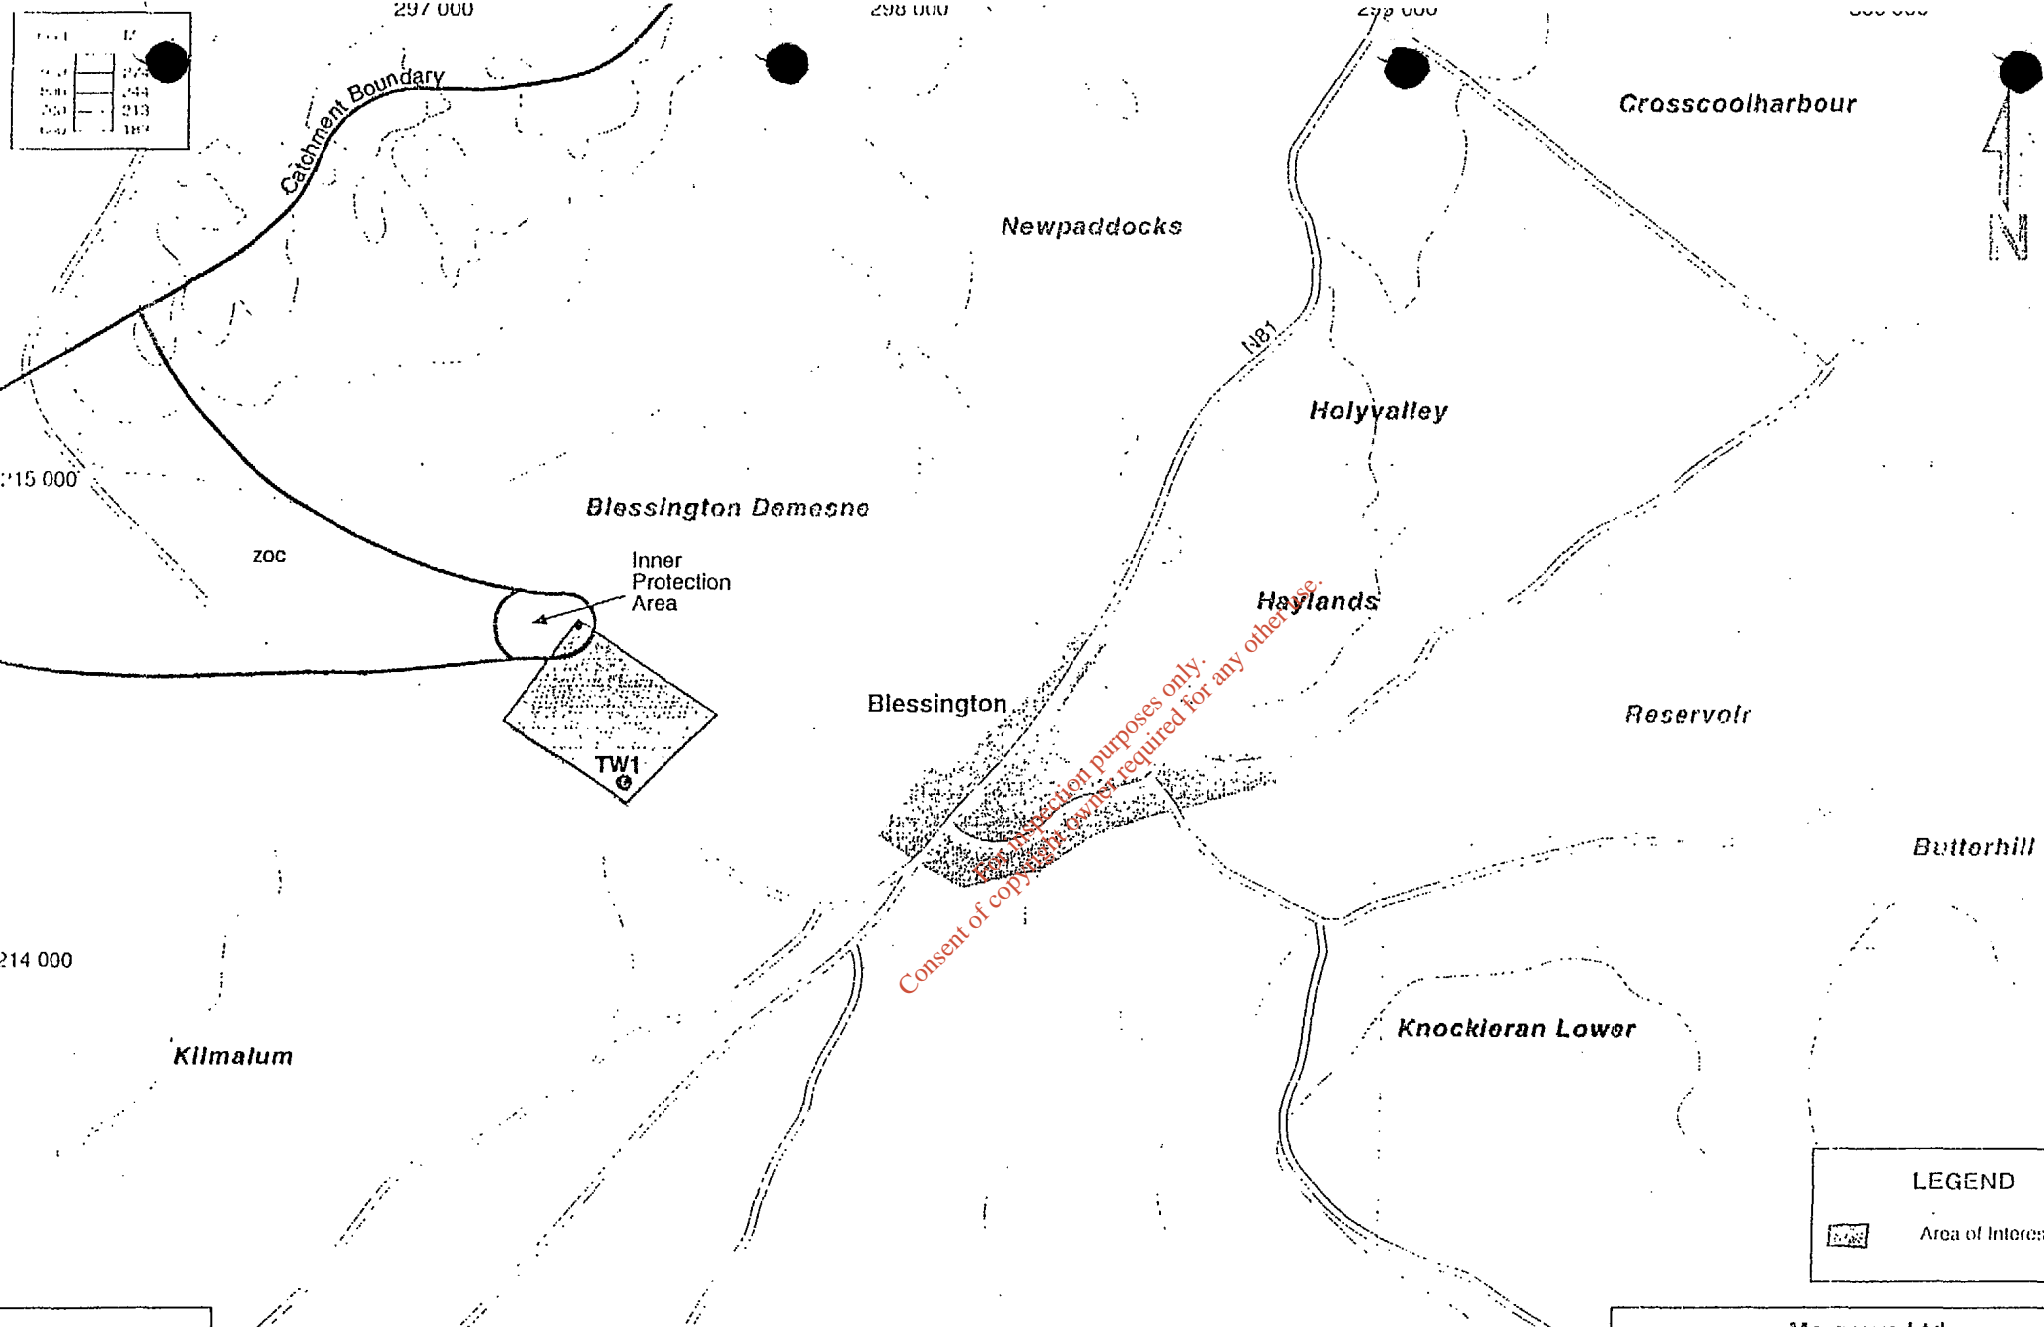 297 000
298 000
299 000
Catchment Boundary
Crosscoolharbour
Newpaddocks
N
N81
Holyvalley
215 000
Blessington Demesne
ZOC
Inner
Protection
Area
Haylands
Blessington
Reservoir
TW1
For inspection purposes only.
Consent of copyright owner required for any other use.
Butterhill
214 000
Knockieran Lower
Kilmalum
LEGEND
Area of